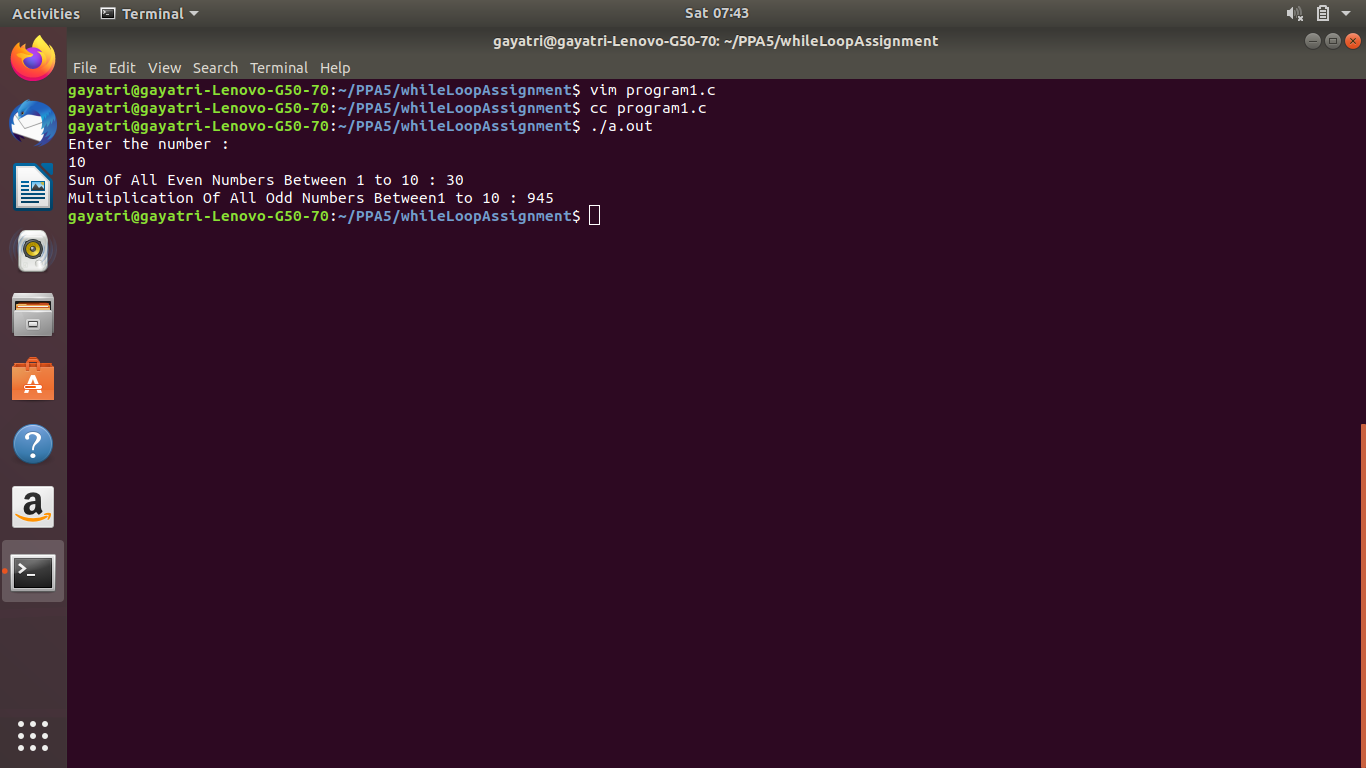 Activities Terminal Sat 07:43
gayatri@gayatri-Lenovo-G50-70: ~/PPA5/whileLoopAssignment
File Edit View Search Terminal Help
gayatri@gayatri-Lenovo-G50-70:~/PPA5/whileLoopAssignment$ vim program1.c
gayatri@gayatri-Lenovo-G50-70:~/PPA5/whileLoopAssignment$ cc program1.c
gayatri@gayatri-Lenovo-G50-70:~/PPA5/whileLoopAssignment$ ./a.out
Enter the number :
10
Sum Of All Even Numbers Between 1 to 10 : 30
Multiplication Of All Odd Numbers Between1 to 10 : 945
gayatri@gayatri-Lenovo-G50-70:~/PPA5/whileLoopAssignment$